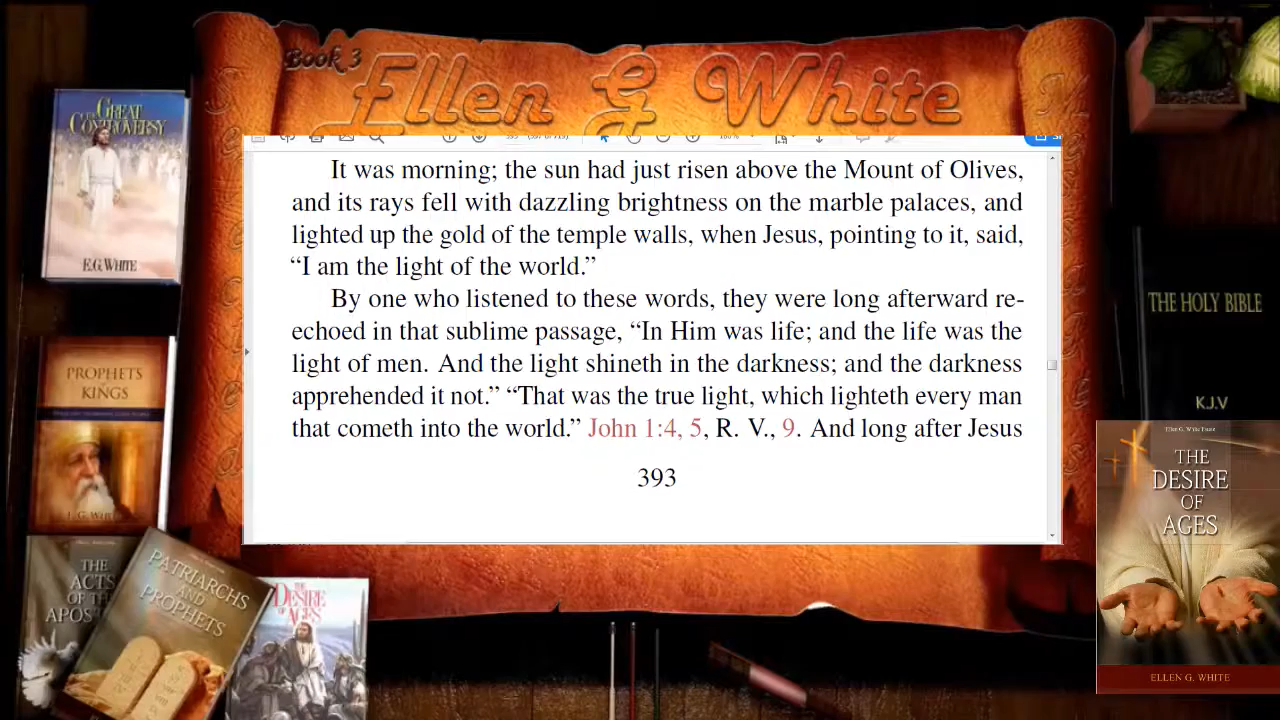 Book 3
Ellen G White
It was morning; the sun had just risen above the Mount of Olives,
and its rays fell with dazzling brightness on the marble palaces, and
lighted up the gold of the temple walls, when Jesus, pointing to it, said,
“I am the light of the world.”
By one who listened to these words, they were long afterward re-
echoed in that sublime passage, “In Him was life; and the life was the
light of men. And the light shineth in the darkness; and the darkness
apprehended it not.” “That was the true light, which lighteth every man
that cometh into the world.” John 1:4, 5, R. V., 9. And long after Jesus
393
THE
GREAT
CONTROVERSY
E.G. WHITE
PROPHETS
AND
KINGS
E.G. WHITE
THE
ACTS
OF THE
PATRIARCHS
AND
PROPHETS
THE
DESIRE
OF AGES
THE HOLY BIBLE
K.J.V
THE
DESIRE
OF
AGES
ELLEN G. WHITE